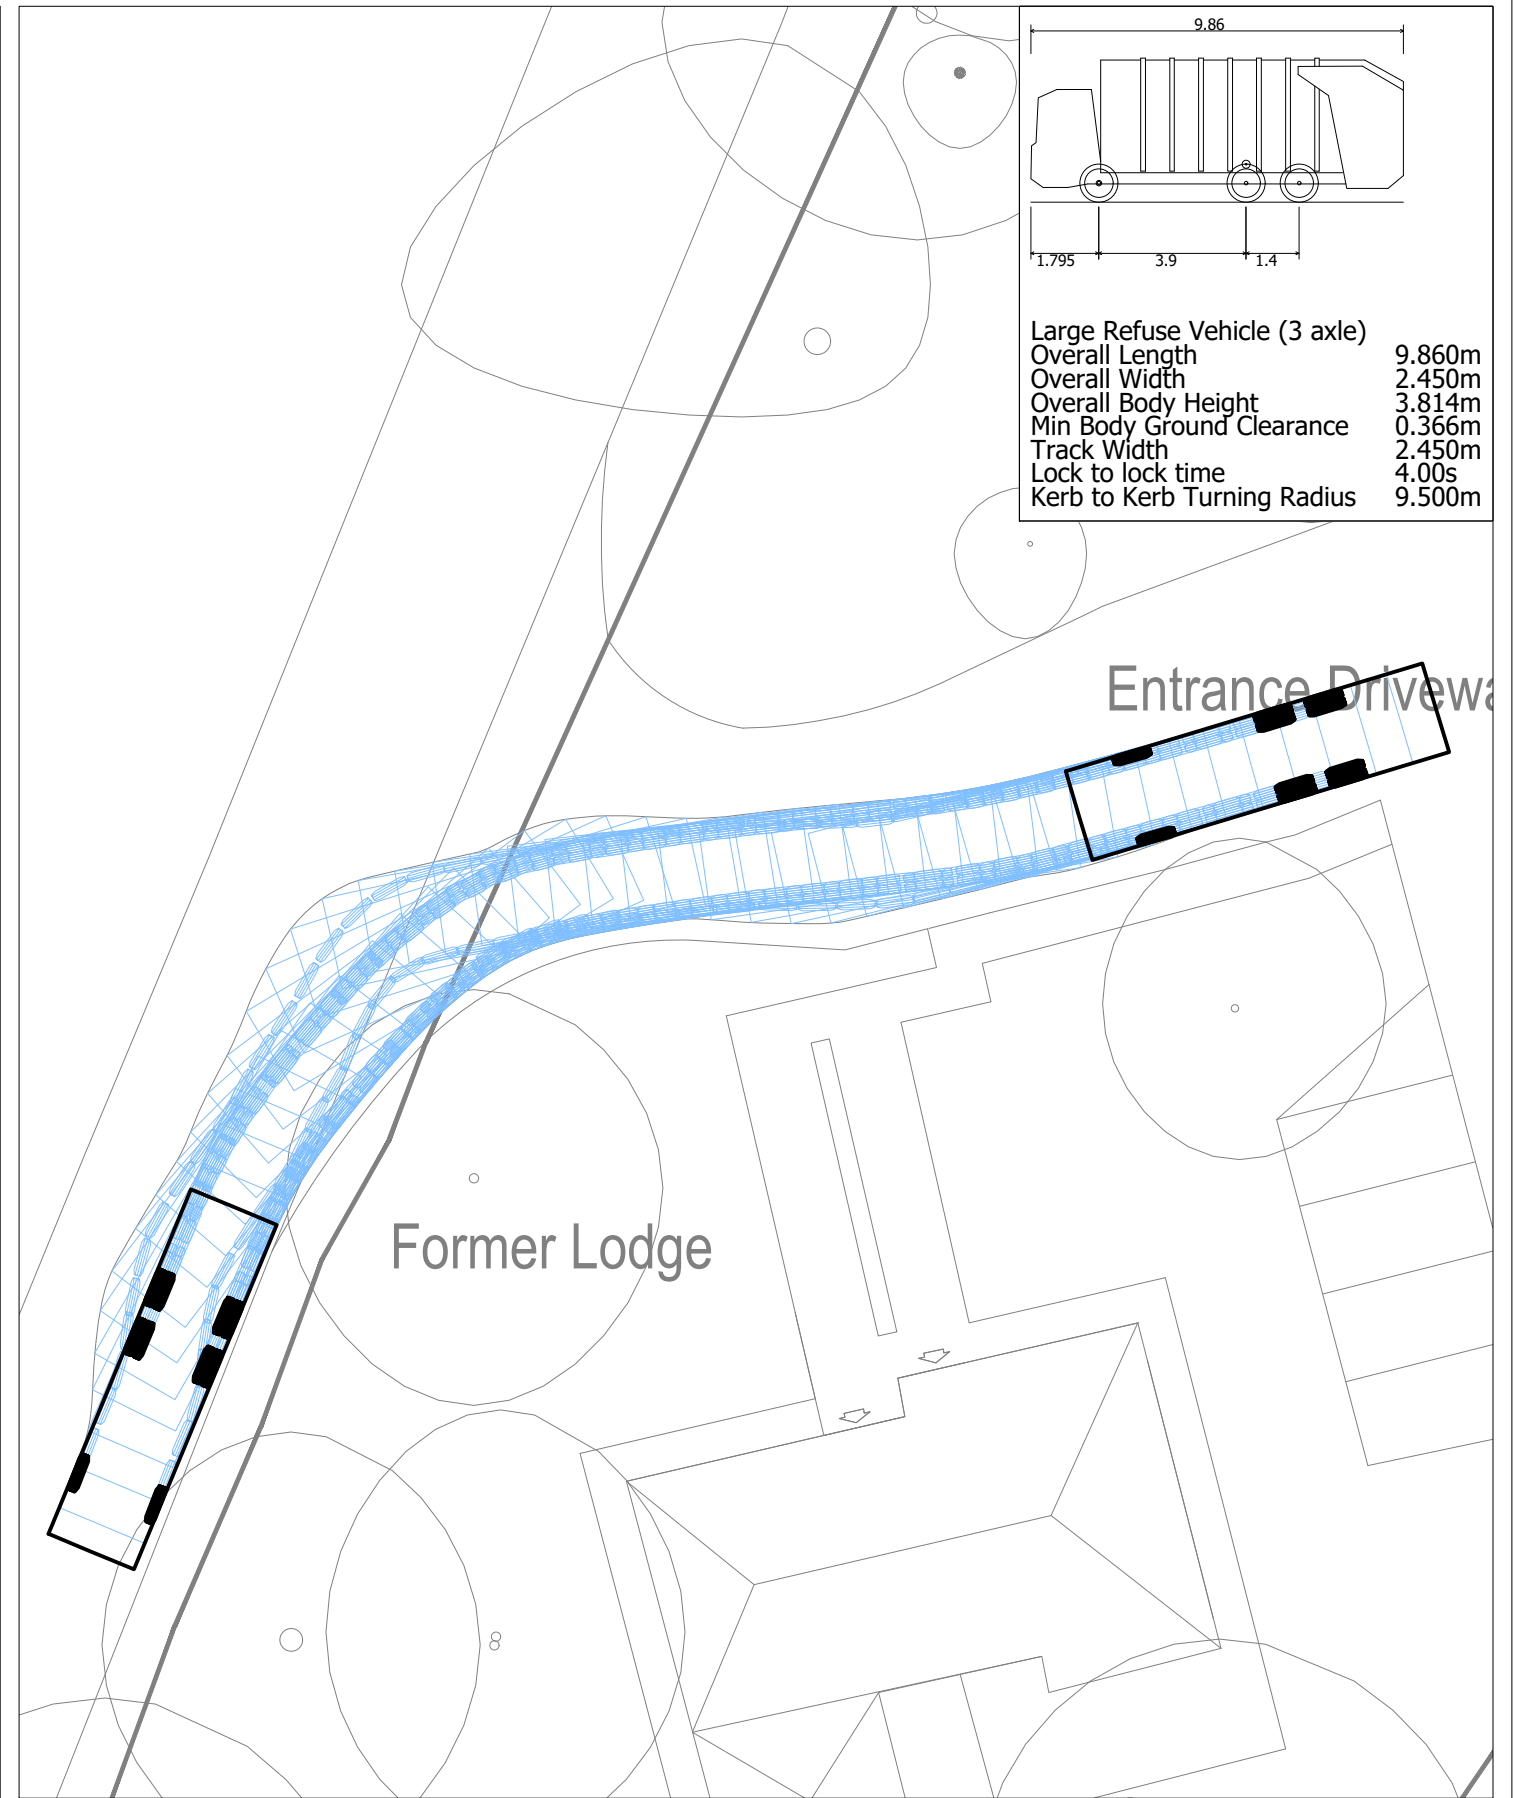 9.86
1.795 3.9 1.4
Large Refuse Vehicle (3 axle)
Overall Length 9.860m
Overall Width 2.450m
Overall Body Height 3.814m
Min Body Ground Clearance 0.366m
Track Width 2.450m
Lock to lock time 4.00s
Kerb to Kerb Turning Radius 9.500m
Entrance Drivewa
Former Lodge